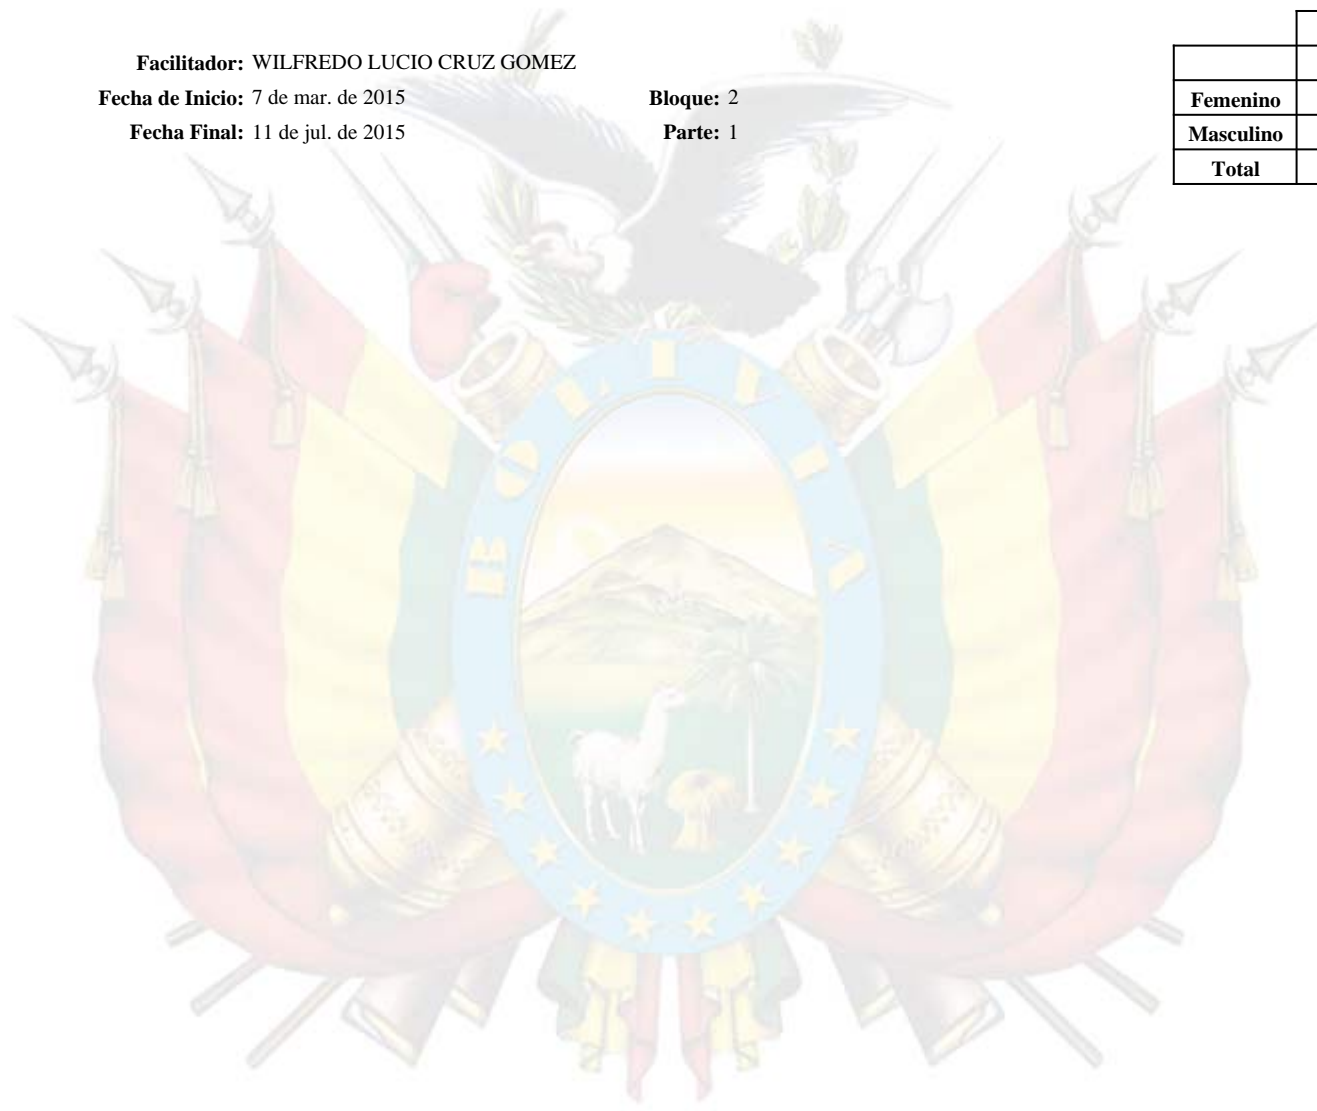 Facilitador: WILFREDO LUCIO CRUZ GOMEZ
Fecha de Inicio: 7 de mar. de 2015 Bloque: 2
Fecha Final: 11 de jul. de 2015 Parte: 1
Femenino
Masculino
Total
BOLIVIA